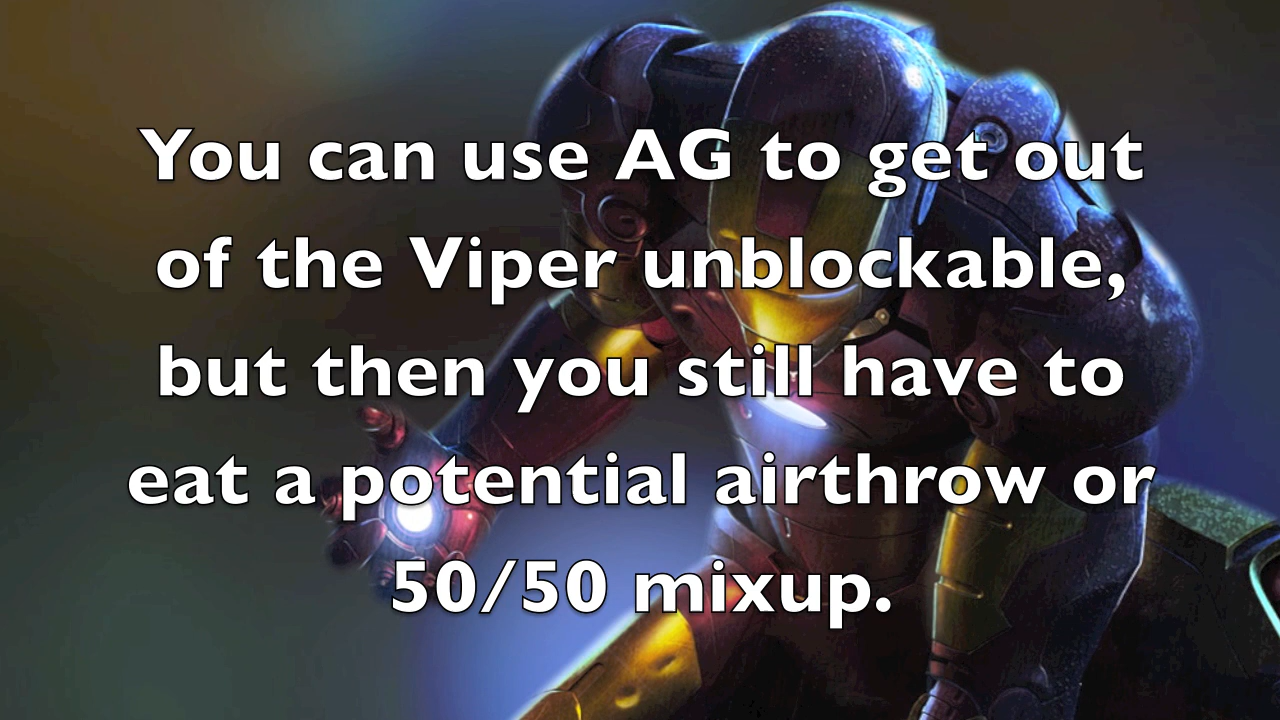 You can use AG to get out
of the Viper unblockable,
but then you still have to
eat a potential airthrow or
50/50 mixup.